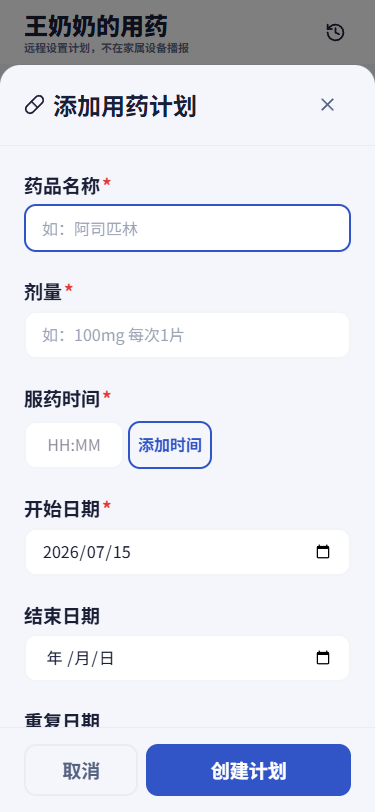 王奶奶的用药
远程设置计划，不在家属设备播报
添加用药计划
药品名称*
如：阿司匹林
剂量*
如：100mg 每次1片
服药时间*
HH:MM
添加时间
开始日期*
2026/07/15
结束日期
年 /月/日
重复日期
取消
创建计划